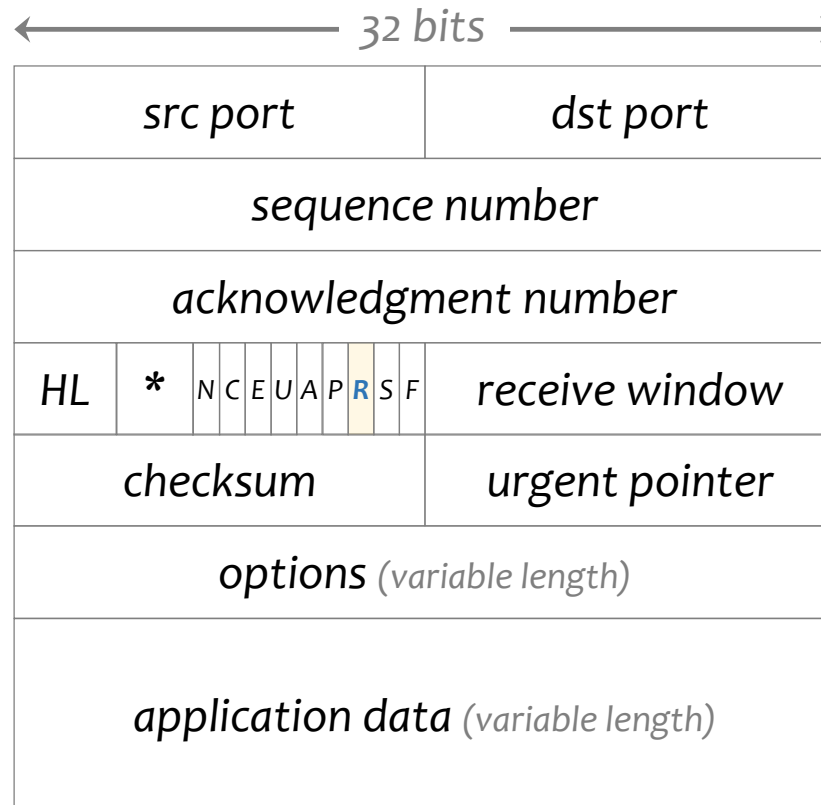 32 bits
src port dst port
sequence number
acknowledgment number
HL * N C E U A P R S F receive window
checksum urgent pointer
options (variable length)
application data (variable length)